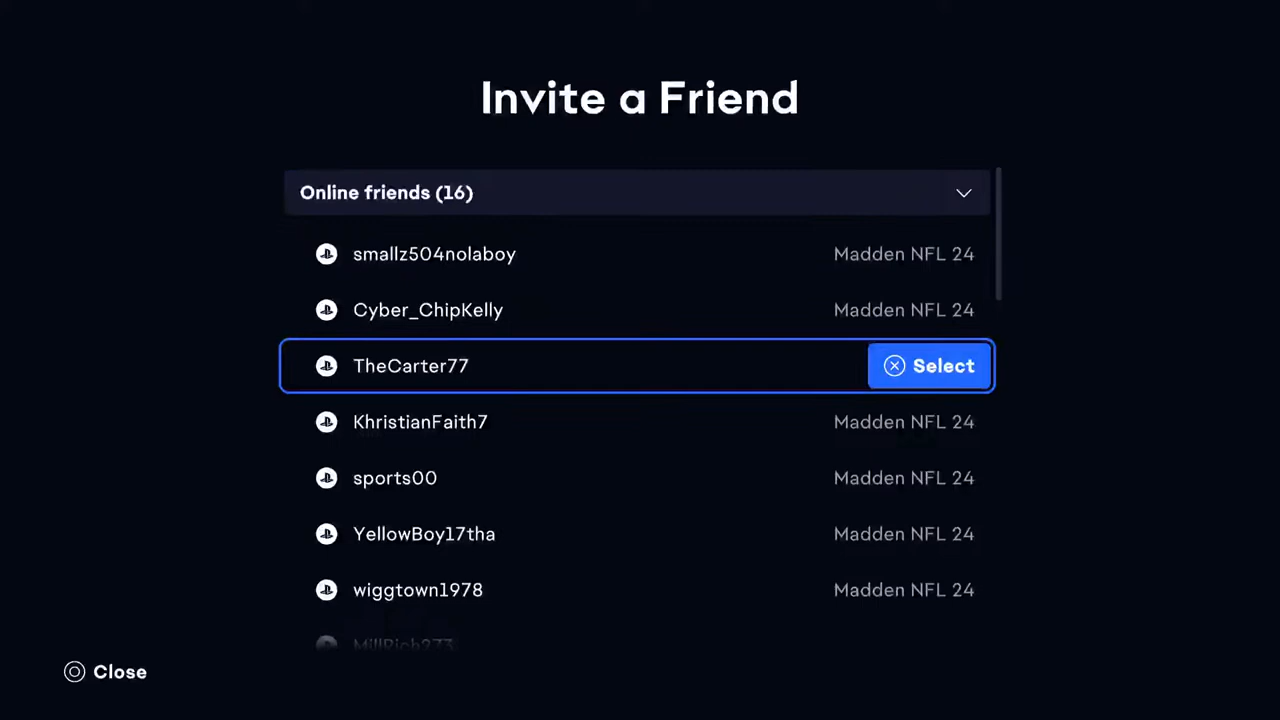 Invite a Friend
Online friends (16)
smallz504nolaboy Madden NFL 24
Cyber_ChipKelly Madden NFL 24
TheCarter77 Select
KhristianFaith7 Madden NFL 24
sports00 Madden NFL 24
YellowBoy17tha Madden NFL 24
wiggtown1978 Madden NFL 24
MillRich273
Close